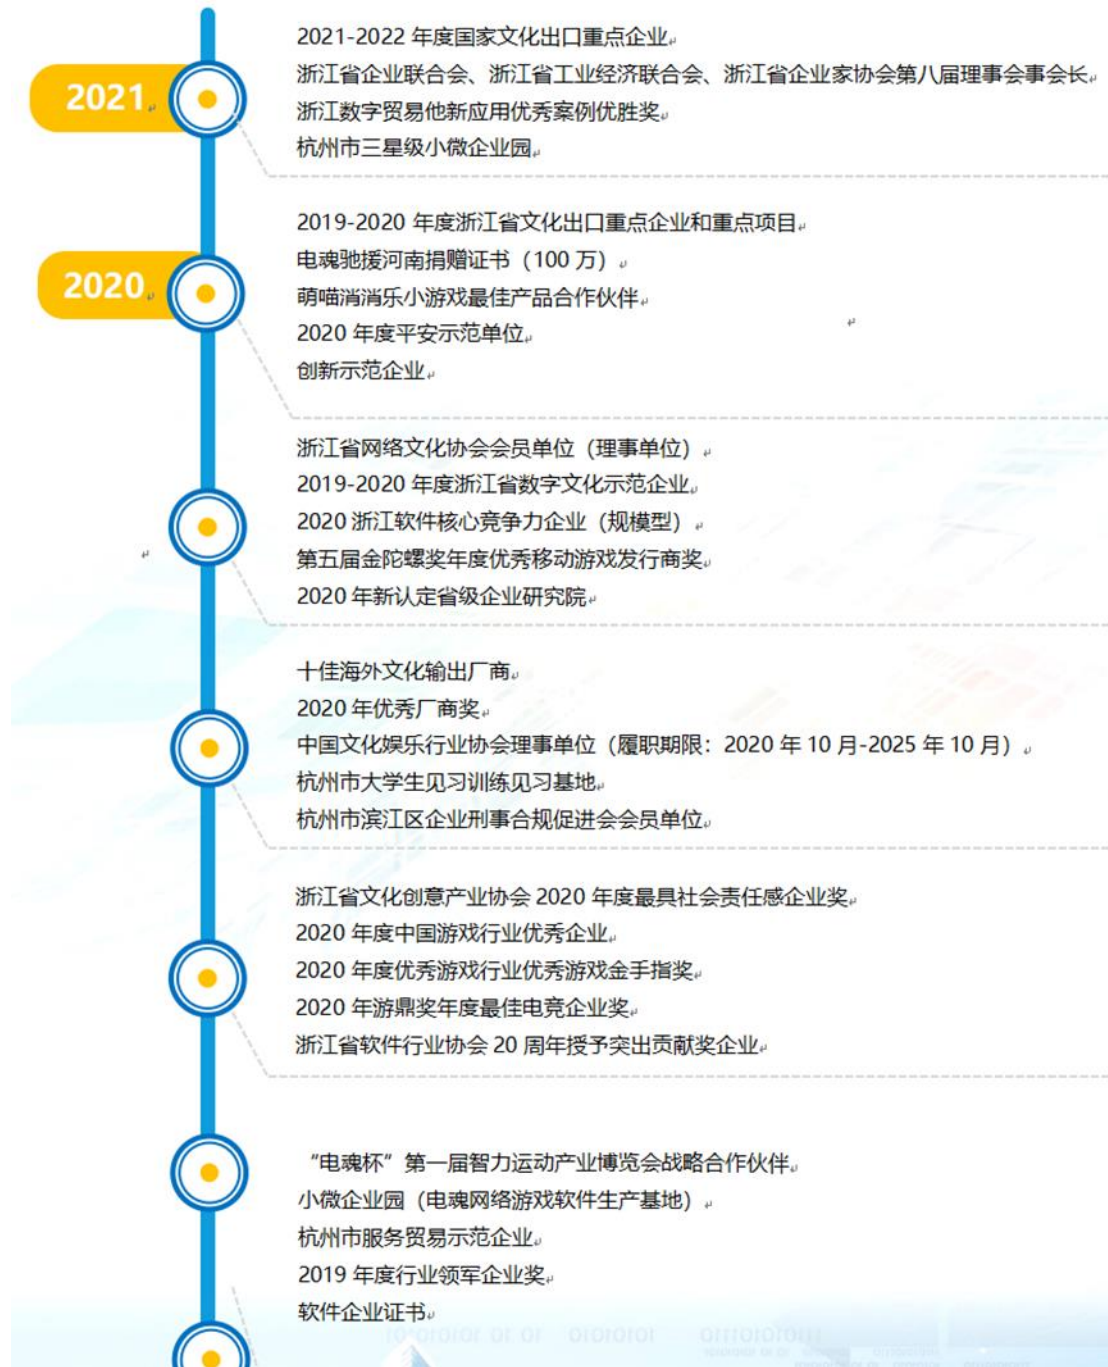 2021-2022 年度国家文化出口重点企业
浙江省企业联合会、浙江省工业经济联合会、浙江省企业家协会第八届理事会事会长
2021
浙江数字贸易他新应用优秀案例优胜奖
杭州市三星级小微企业园
2019-2020 年度浙江省文化出口重点企业和重点项目
电魂驰援河南捐赠证书（100 万）
2020
萌喵消消乐小游戏最佳产品合作伙伴
2020 年度平安示范单位
创新示范企业
浙江省网络文化协会会员单位（理事单位）
2019-2020 年度浙江省数字文化示范企业
2020 浙江软件核心竞争力企业（规模型）
第五届金陀螺奖年度优秀移动游戏发行商奖
2020 年新认定省级企业研究院
十佳海外文化输出厂商
2020 年优秀厂商奖
中国文化娱乐行业协会理事单位（履职期限：2020 年 10 月-2025 年 10 月）
杭州市大学生见习训练见习基地
杭州市滨江区企业刑事合规促进会会员单位
浙江省文化创意产业协会 2020 年度最具社会责任感企业奖
2020 年度中国游戏行业优秀企业
2020 年度优秀游戏行业优秀游戏金手指奖
2020 年游鼎奖年度最佳电竞企业奖
浙江省软件行业协会 20 周年授予突出贡献奖企业
“电魂杯”第一届智力运动产业博览会战略合作伙伴
小微企业园（电魂网络游戏软件生产基地）
杭州市服务贸易示范企业
2019 年度行业领军企业奖
软件企业证书